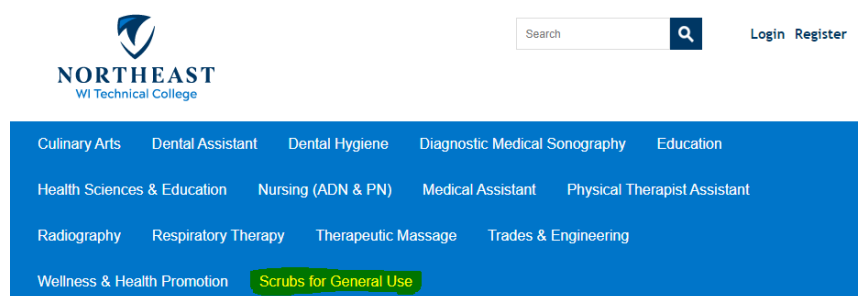 Search
Login Register
NORTHEAST
WI Technical College
Culinary Arts Dental Assistant Dental Hygiene Diagnostic Medical Sonography Education
Health Sciences & Education Nursing (ADN & PN) Medical Assistant Physical Therapist Assistant
Radiography Respiratory Therapy Therapeutic Massage Trades & Engineering
Wellness & Health Promotion Scrubs for General Use